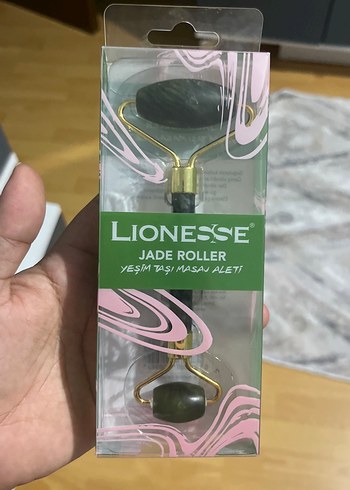 LIONESSE®
JADE ROLLER
YEŞİM TAŞI MASAJ ALETİ